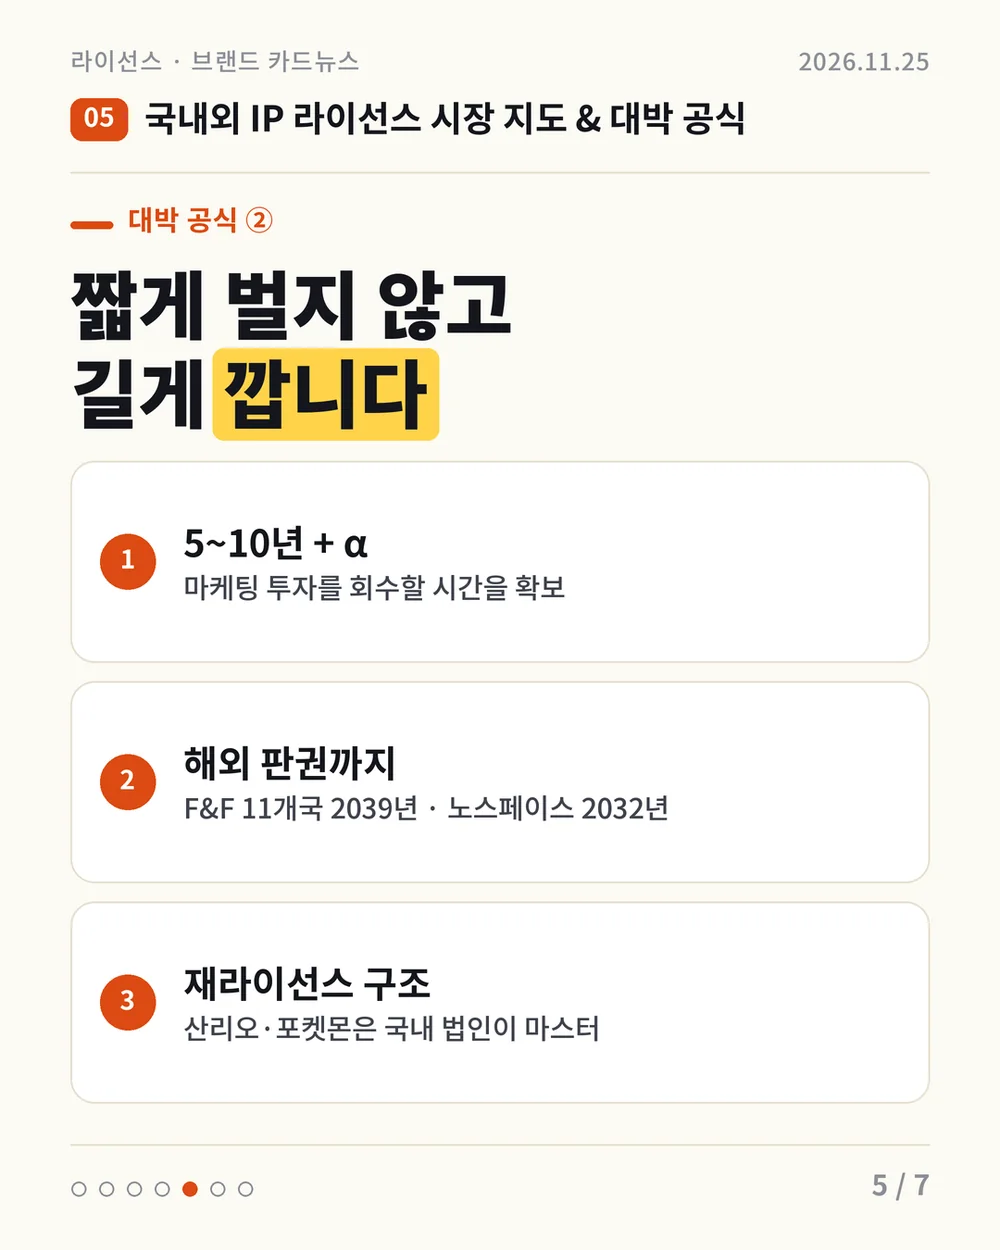 라이선스 · 브랜드 카드뉴스
2026.11.25
05 국내외 IP 라이선스 시장 지도 & 대박 공식
대박 공식 ②
짧게 벌지 않고
길게 깝니다
1
5~10년 + α
마케팅 투자를 회수할 시간을 확보
2
해외 판권까지
F&F 11개국 2039년 · 노스페이스 2032년
3
재라이선스 구조
산리오·포켓몬은 국내 법인이 마스터
5 / 7